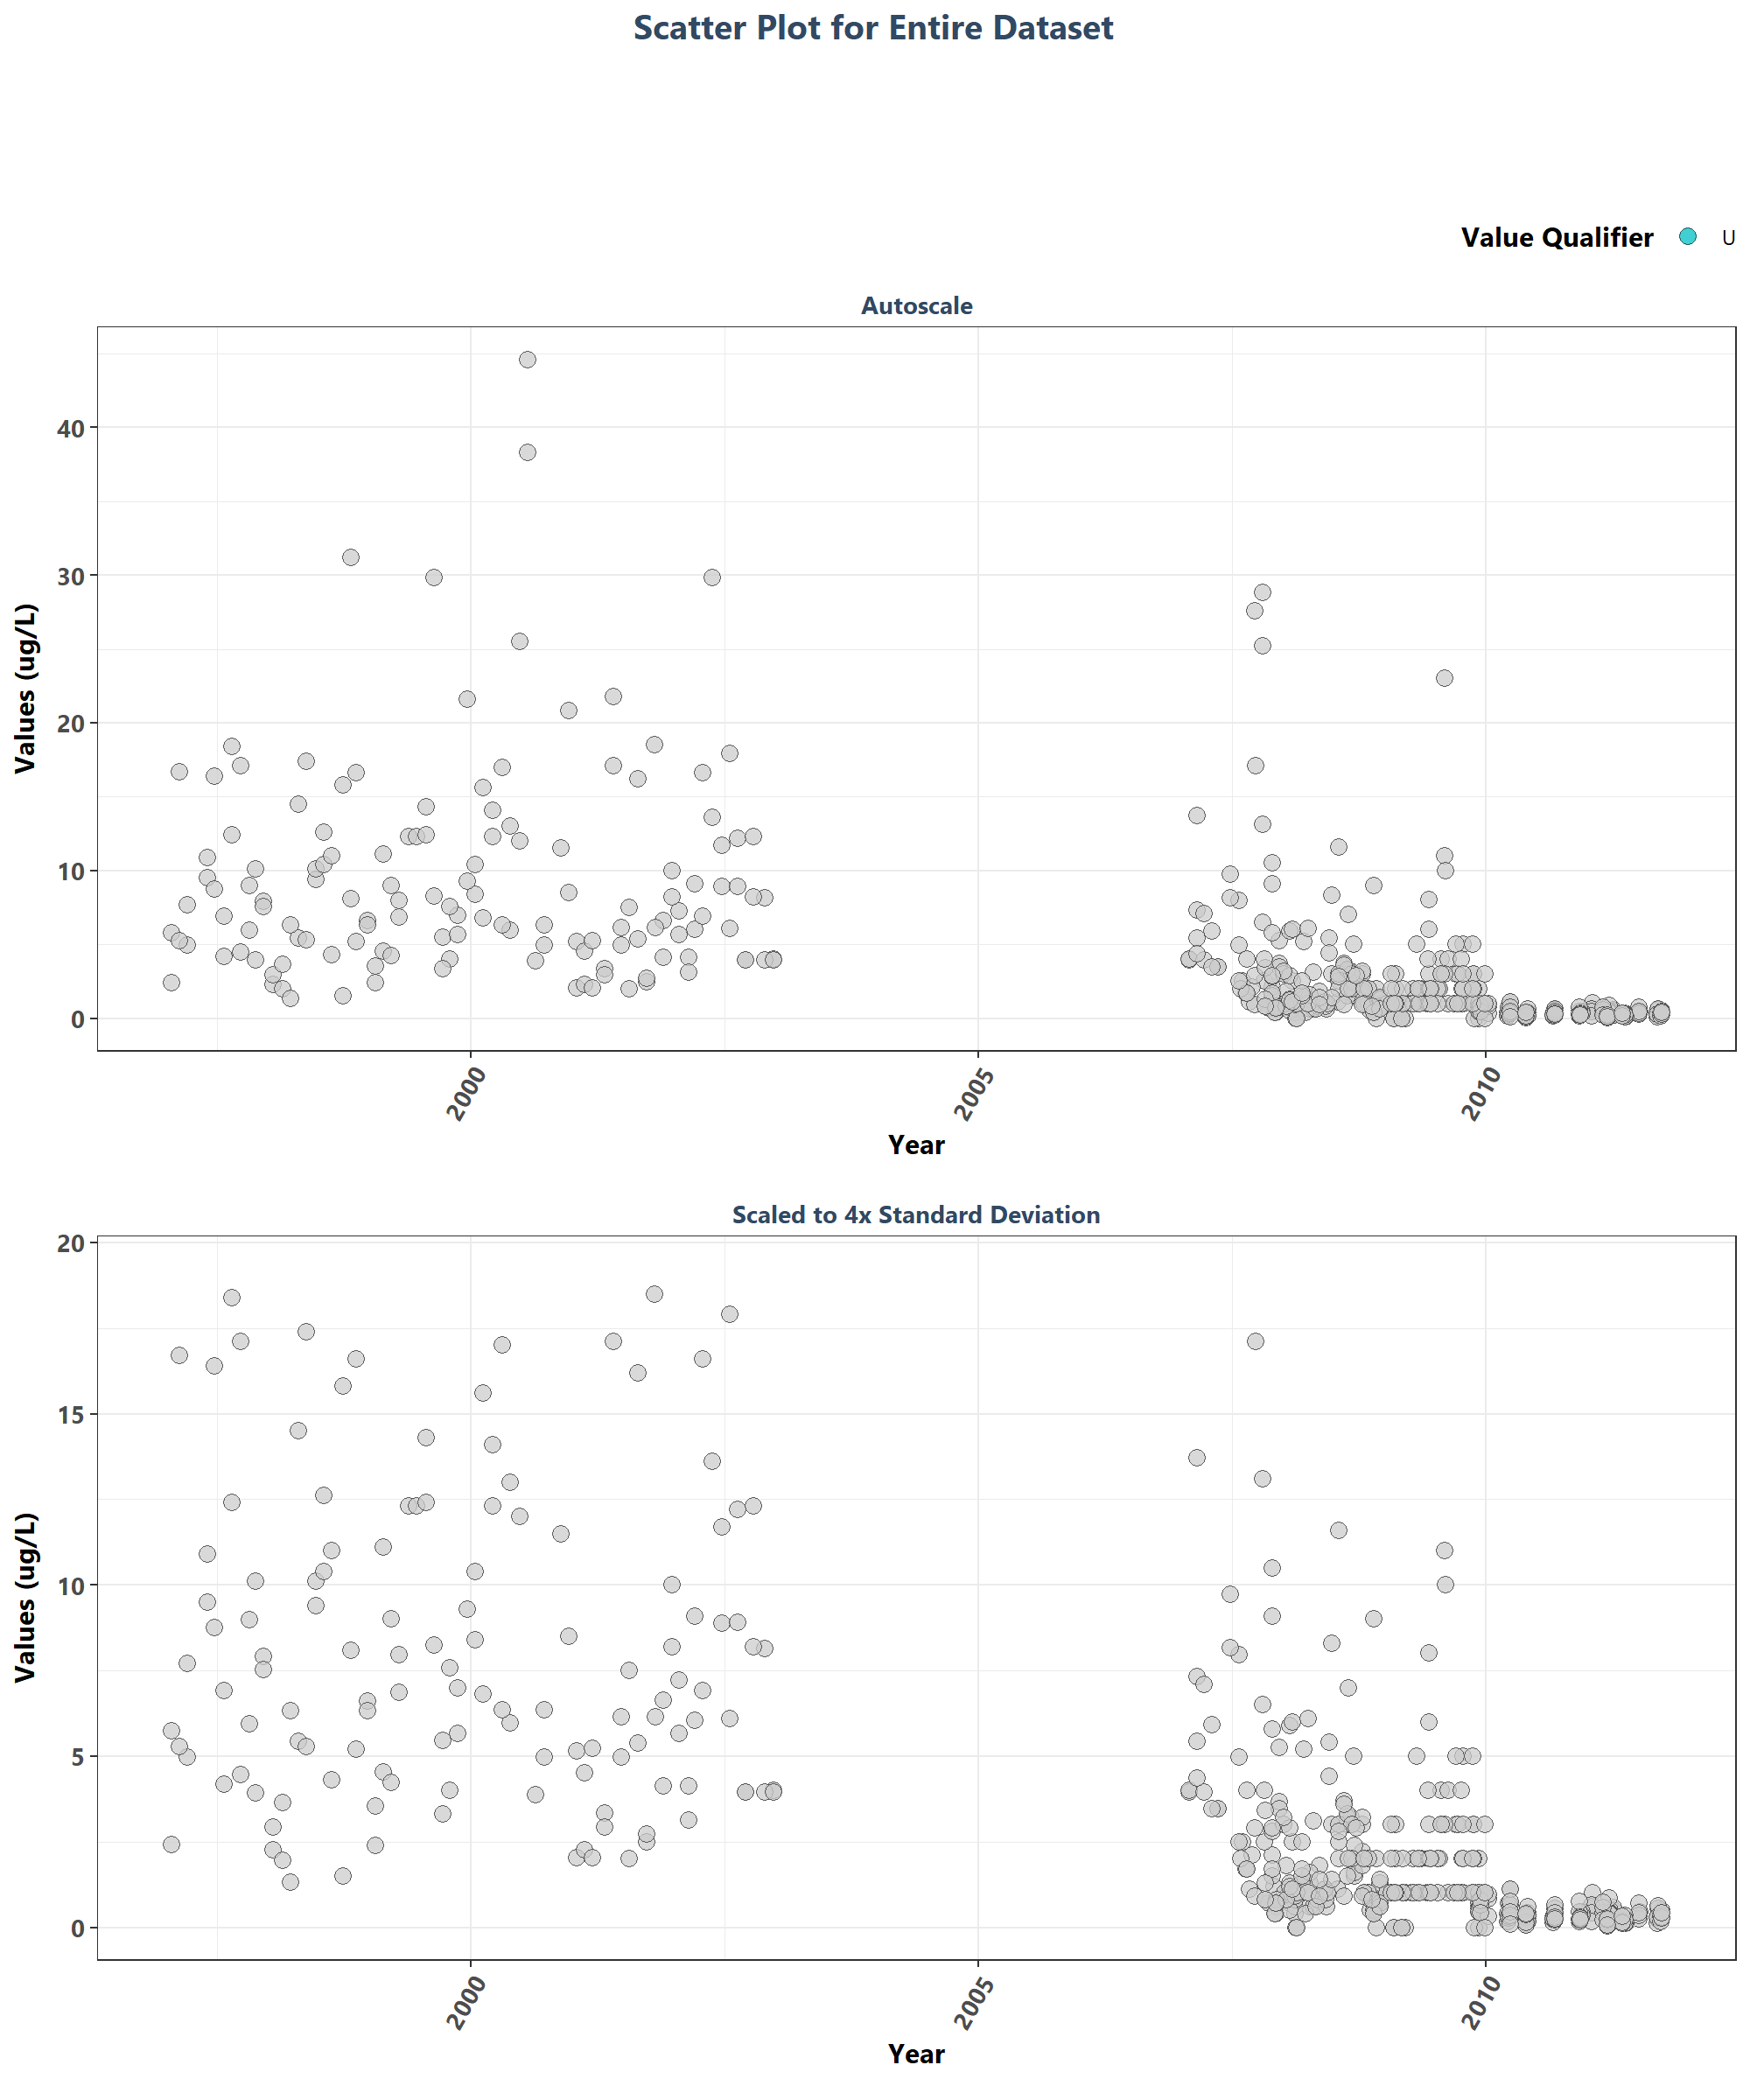 Scatter Plot for Entire Dataset
Value Qualifier U
Autoscale
40
30
20
10
0
Values (ug/L)
2000 2005 2010
Year
Scaled to 4x Standard Deviation
20
15
10
5
0
Values (ug/L)
2000 2005 2010
Year